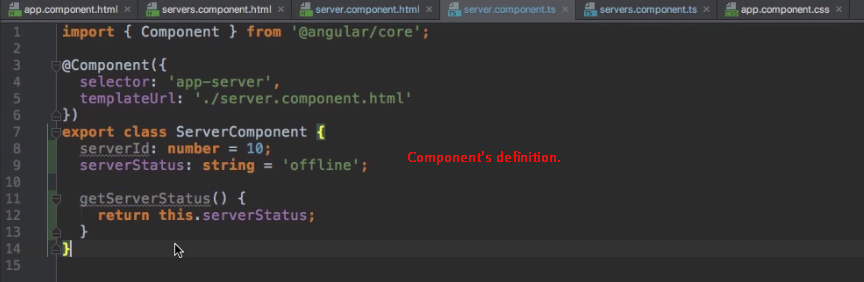 app.component.html × servers.component.html × server.component.html × server.component.ts × servers.component.ts × app.component.css ×
1 import { Component } from '@angular/core';
2
3 @Component({
4 selector: 'app-server',
5 templateUrl: './server.component.html'
6 })
7 export class ServerComponent {
8 serverId: number = 10;
9 serverStatus: string = 'offline';
Component's definition.
10
11 getServerStatus() {
12 return this.serverStatus;
13 }
14 }
15